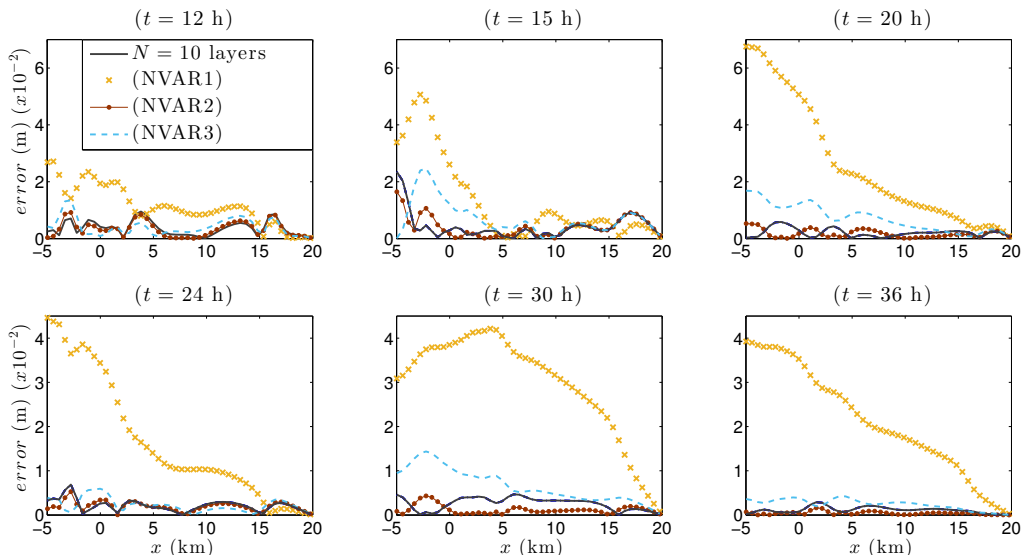 (t = 12 h)
(t = 15 h)
(t = 20 h)
error (m) (x10⁻²)
6
4
2
0
N = 10 layers
(NVAR1)
(NVAR2)
(NVAR3)
-5 0 5 10 15 20
6
4
2
0
-5 0 5 10 15 20
6
4
2
0
-5 0 5 10 15 20
(t = 24 h)
(t = 30 h)
(t = 36 h)
error (m) (x10⁻²)
4
3
2
1
0
-5 0 5 10 15 20
x (km)
4
3
2
1
0
-5 0 5 10 15 20
x (km)
4
3
2
1
0
-5 0 5 10 15 20
x (km)